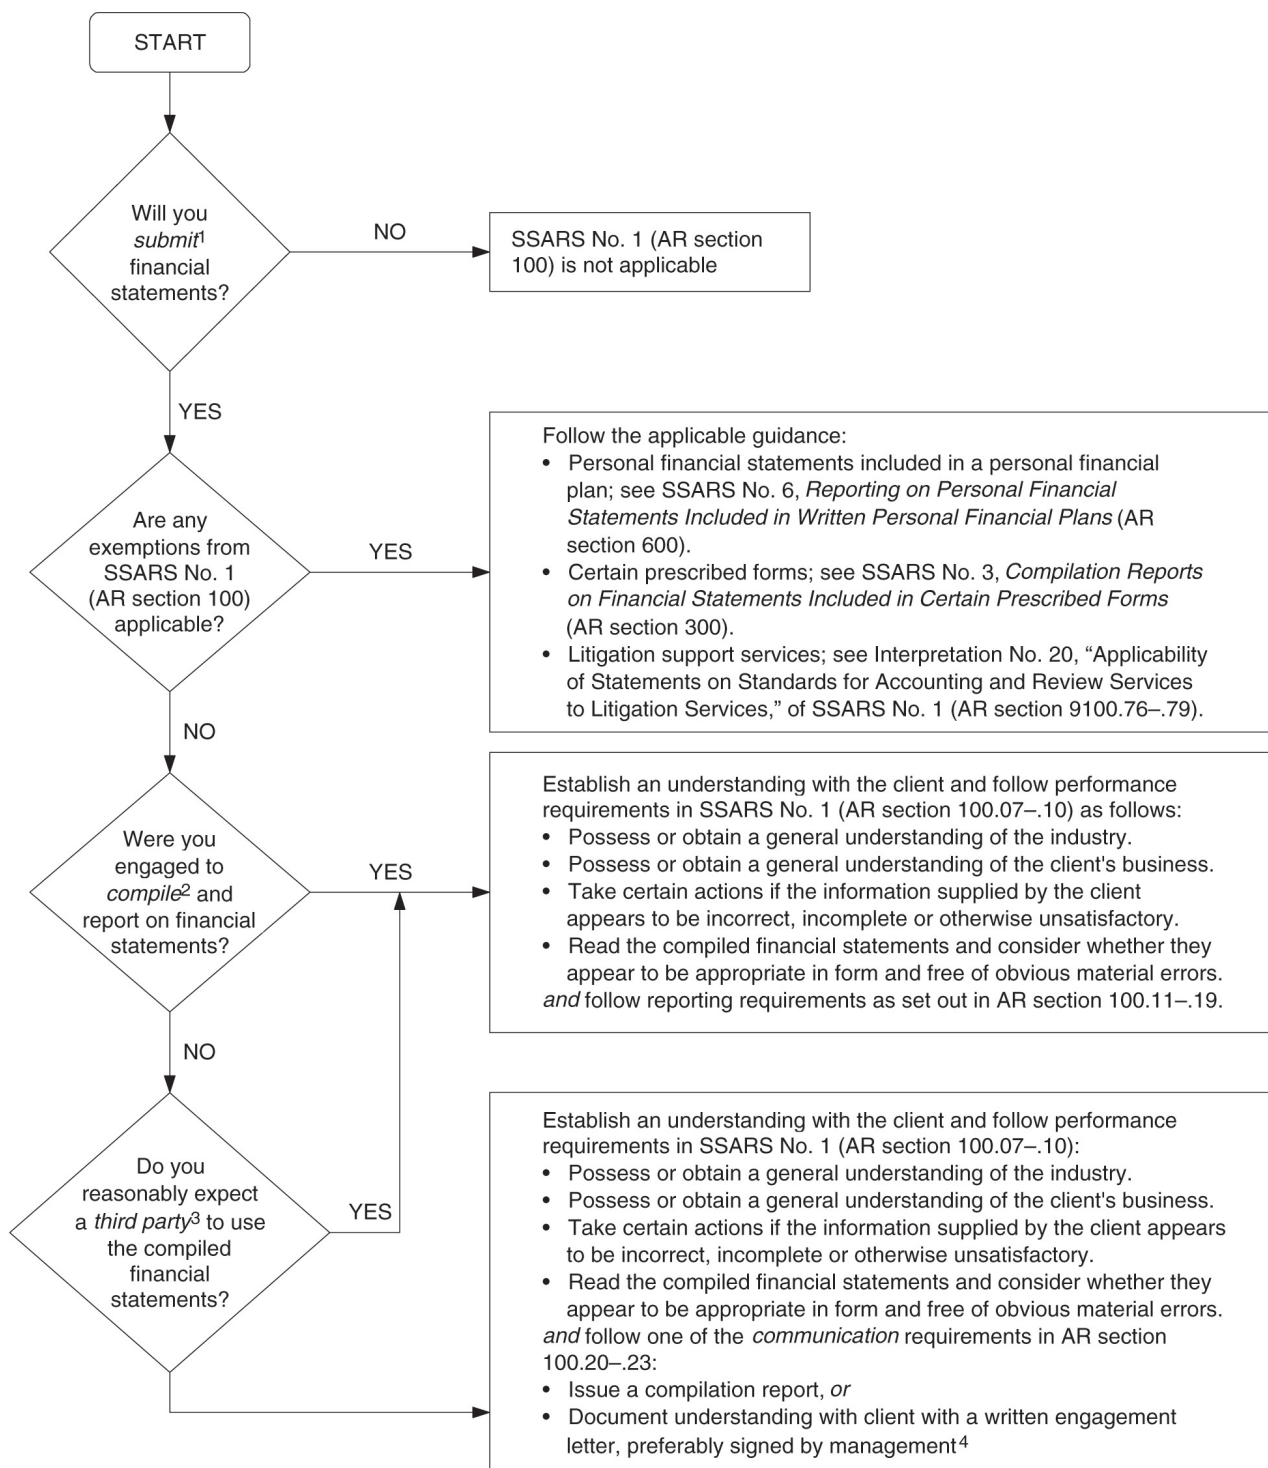 START
Will you
submit1
financial
statements?
NO
SSARS No. 1 (AR section
100) is not applicable
YES
Are any
exemptions from
SSARS No. 1
(AR section 100)
applicable?
YES
Follow the applicable guidance:
• Personal financial statements included in a personal financial
plan; see SSARS No. 6, Reporting on Personal Financial
Statements Included in Written Personal Financial Plans (AR
section 600).
• Certain prescribed forms; see SSARS No. 3, Compilation Reports
on Financial Statements Included in Certain Prescribed Forms
(AR section 300).
• Litigation support services; see Interpretation No. 20, “Applicability
of Statements on Standards for Accounting and Review Services
to Litigation Services,” of SSARS No. 1 (AR section 9100.76–.79).
NO
Were you
engaged to
compile2 and
report on financial
statements?
YES
Establish an understanding with the client and follow performance
requirements in SSARS No. 1 (AR section 100.07–.10) as follows:
• Possess or obtain a general understanding of the industry.
• Possess or obtain a general understanding of the client's business.
• Take certain actions if the information supplied by the client
appears to be incorrect, incomplete or otherwise unsatisfactory.
• Read the compiled financial statements and consider whether they
appear to be appropriate in form and free of obvious material errors.
and follow reporting requirements as set out in AR section 100.11–.19.
NO
Do you
reasonably expect
a third party3 to use
the compiled
financial
statements?
YES
Establish an understanding with the client and follow performance
requirements in SSARS No. 1 (AR section 100.07–.10):
• Possess or obtain a general understanding of the industry.
• Possess or obtain a general understanding of the client's business.
• Take certain actions if the information supplied by the client appears
to be incorrect, incomplete or otherwise unsatisfactory.
• Read the compiled financial statements and consider whether they
appear to be appropriate in form and free of obvious material errors.
and follow one of the communication requirements in AR section
100.20–.23:
• Issue a compilation report, or
• Document understanding with client with a written engagement
letter, preferably signed by management4